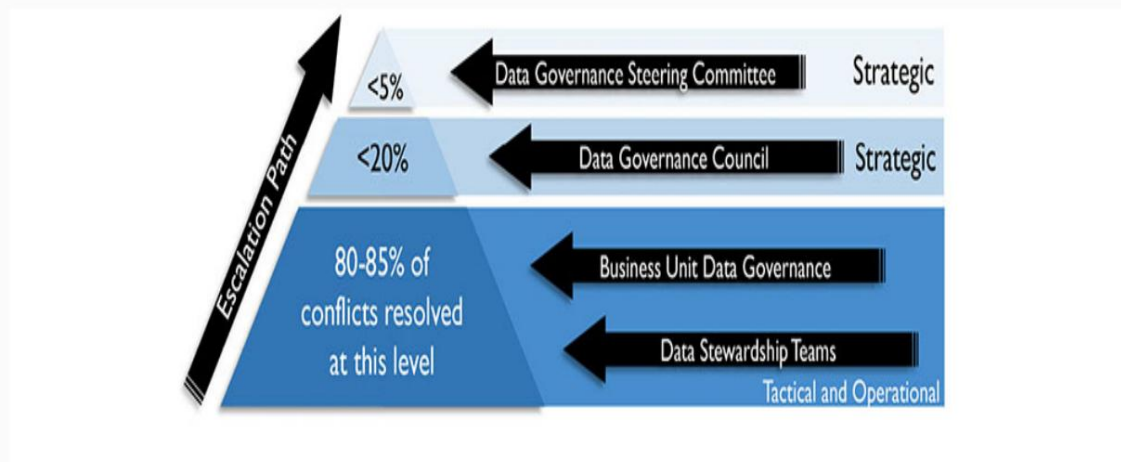 <5%
Data Governance Steering Committee
Strategic
<20%
Data Governance Council
Strategic
Escalation Path
80-85% of
conflicts resolved
at this level
Business Unit Data Governance
Data Stewardship Teams
Tactical and Operational